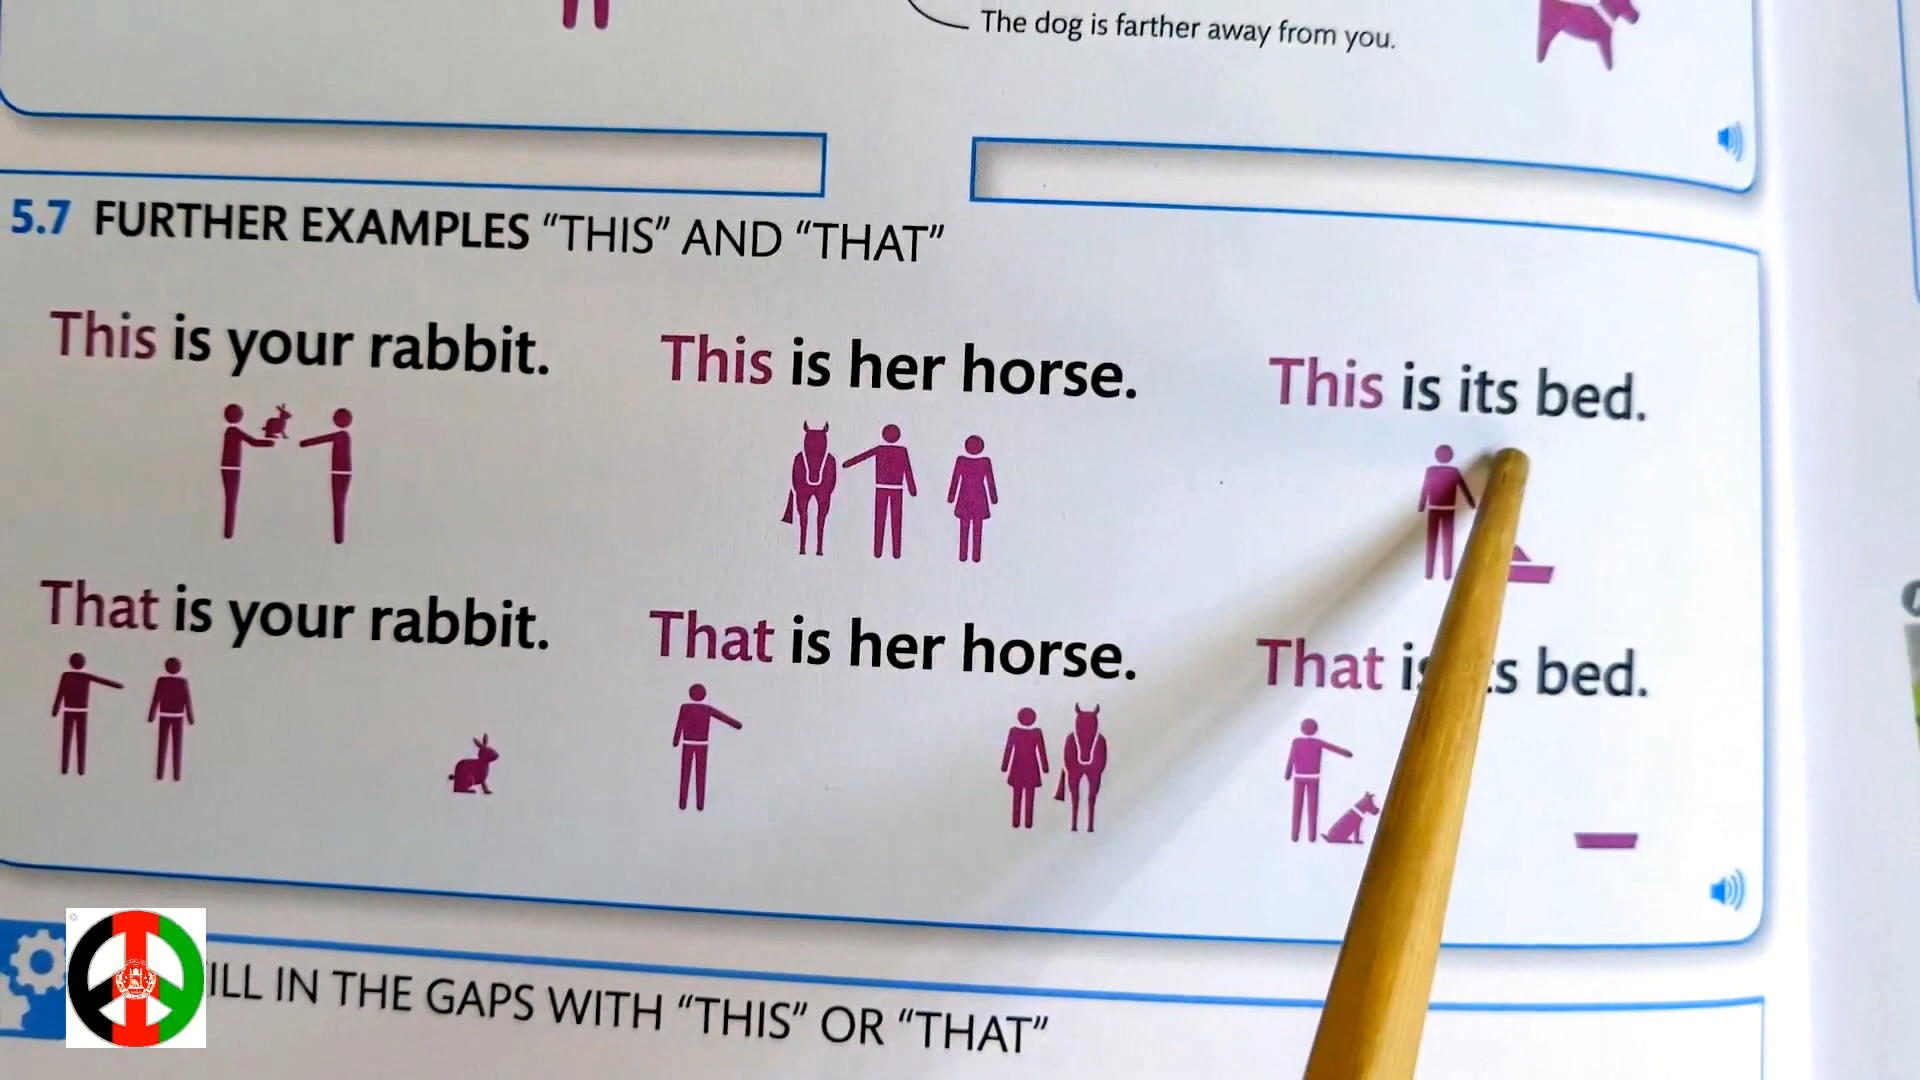 The dog is farther away from you.
5.7 FURTHER EXAMPLES “THIS” AND “THAT”
This is your rabbit.
This is her horse.
This is its bed.
That is your rabbit.
That is her horse.
That is bed.
ILL IN THE GAPS WITH “THIS” OR “THAT”